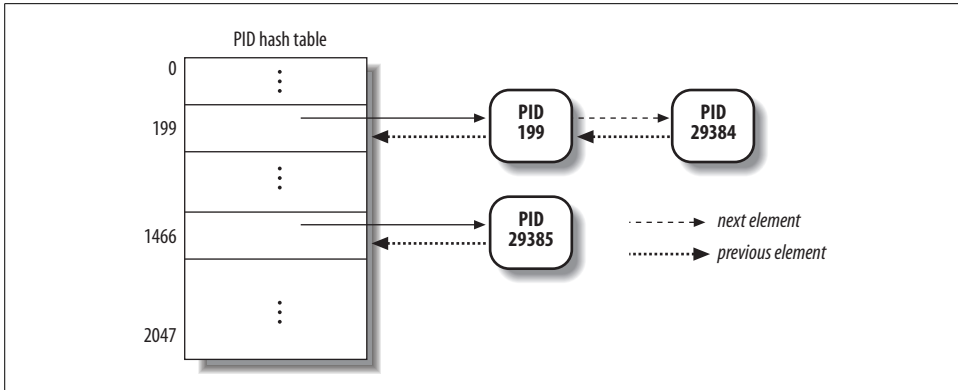 PID hash table
0
199
1466
2047
PID
199
PID
29384
PID
29385
next element
previous element